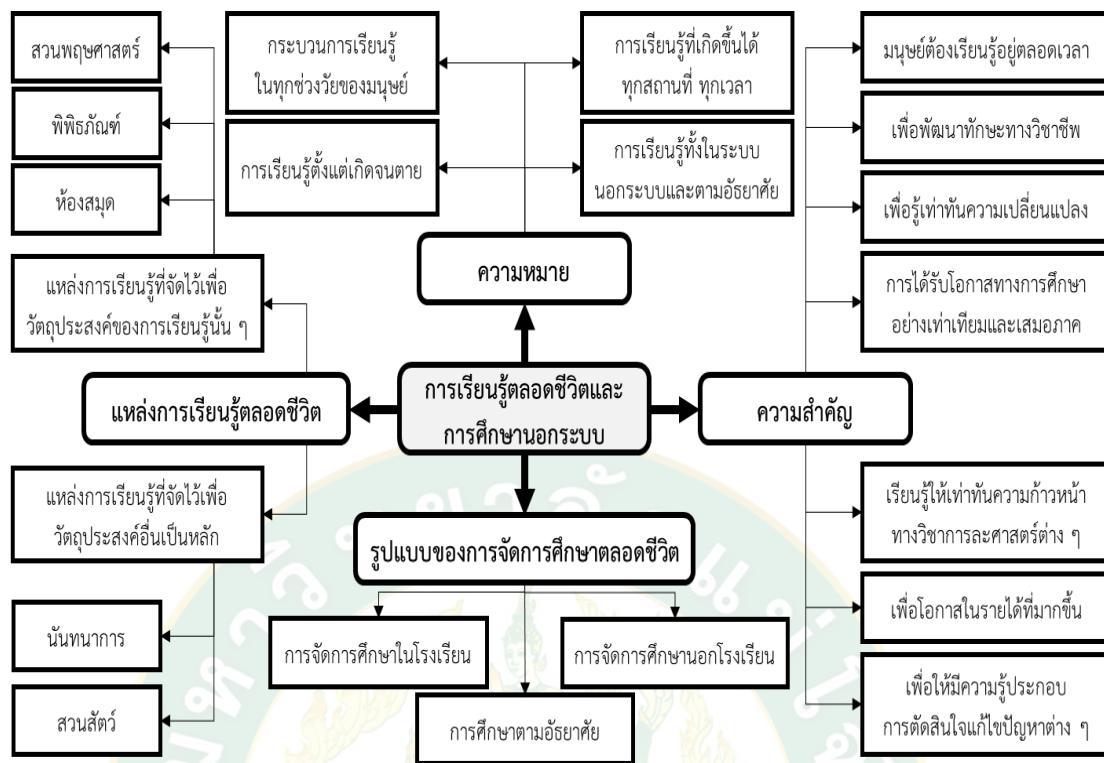 สวนพฤษศาสตร์
พิพิธภัณฑ์
ห้องสมุด
แหล่งการเรียนรู้ที่จัดไว้เพื่อ
วัตถุประสงค์ของการเรียนรู้นั้น ๆ
กระบวนการเรียนรู้
ในทุกช่วงวัยของมนุษย์
การเรียนรู้ตั้งแต่เกิดจนตาย
การเรียนรู้ที่เกิดขึ้นได้
ทุกสถานที่ ทุกเวลา
การเรียนรู้ทั้งในระบบ
นอกระบบและตามอัธยาศัย
ความหมาย
มนุษย์ต้องเรียนรู้อยู่ตลอดเวลา
เพื่อพัฒนาทักษะทางวิชาชีพ
เพื่อรู้เท่าทันความเปลี่ยนแปลง
การได้รับโอกาสทางการศึกษา
อย่างเท่าเทียมและเสมอภาค
แหล่งการเรียนรู้ตลอดชีวิต
การเรียนรู้ตลอดชีวิตและ
การศึกษานอกระบบ
ความสำคัญ
แหล่งการเรียนรู้ที่จัดไว้เพื่อ
วัตถุประสงค์อื่นเป็นหลัก
นันทนาการ
สวนสัตว์
รูปแบบของการจัดการศึกษาตลอดชีวิต
การจัดการศึกษาในโรงเรียน
การจัดการศึกษานอกโรงเรียน
การศึกษาตามอัธยาศัย
เรียนรู้ให้เท่าทันความก้าวหน้า
ทางวิชาการละศาสตร์ต่าง ๆ
เพื่อโอกาสในรายได้ที่มากขึ้น
เพื่อให้มีความรู้ประกอบ
การตัดสินใจแก้ไขปัญหาต่าง ๆ